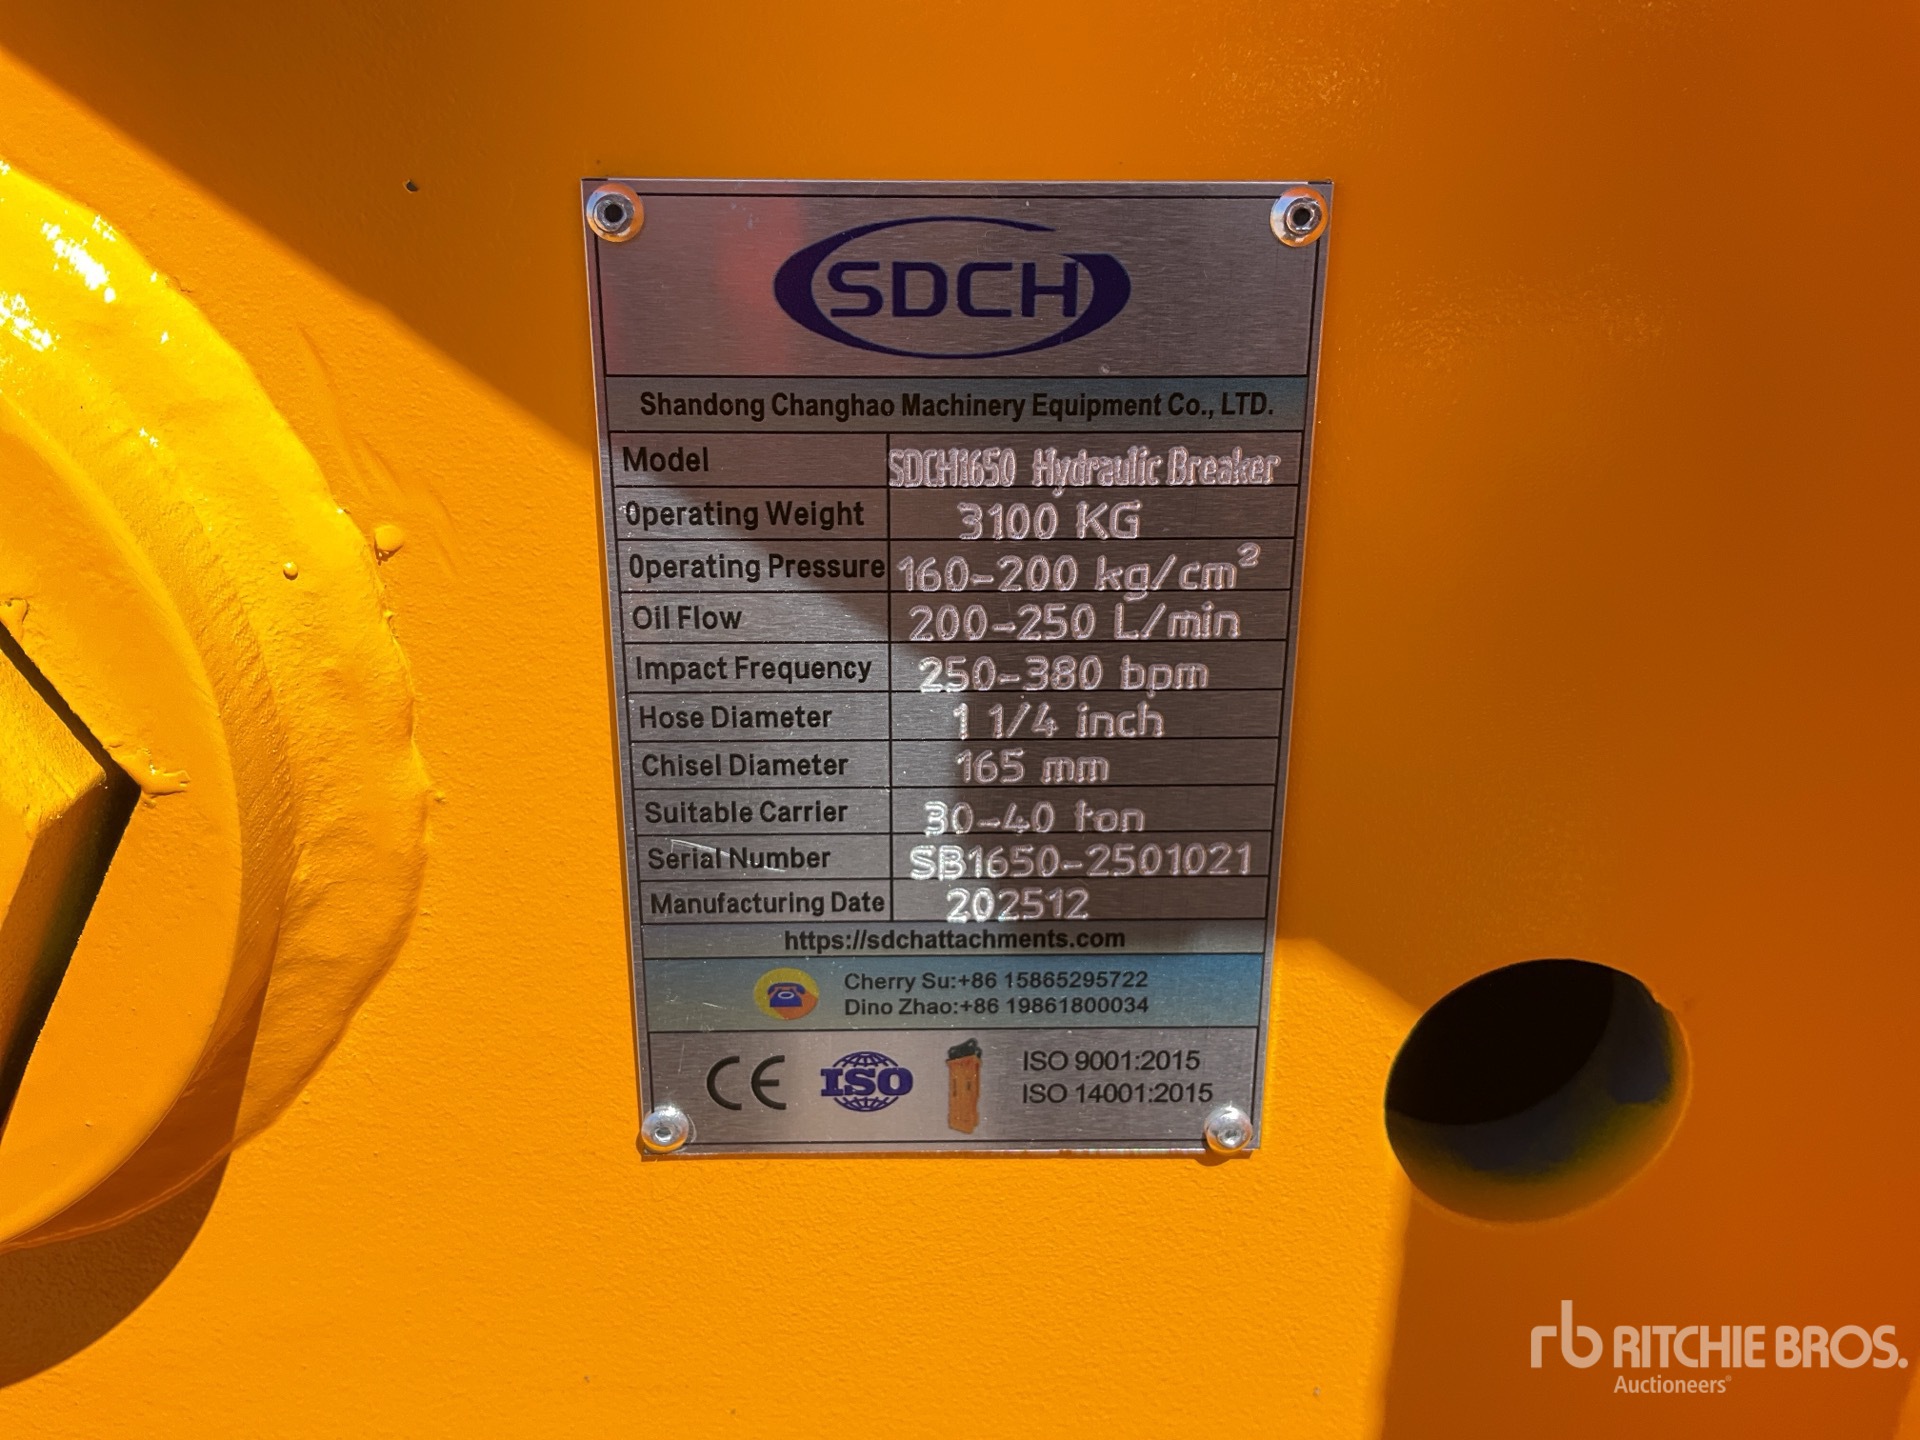 SDCH
Shandong Changhao Machinery Equipment Co., LTD.
Model SDCH1650 Hydraulic Breaker
Operating Weight 3100 KG
Operating Pressure 160-200 kg/cm²
Oil Flow 200-250 L/min
Impact Frequency 250-380 bpm
Hose Diameter 1 1/4 inch
Chisel Diameter 165 mm
Suitable Carrier 30-40 ton
Serial Number SB1650-2501021
Manufacturing Date 202512
https://sdchattachments.com
Cherry Su:+86 15865295722
Dino Zhao:+86 19861800034
CE ISO ISO 9001:2015
ISO 14001:2015
rb RITCHIE BROS.
Auctioneers®